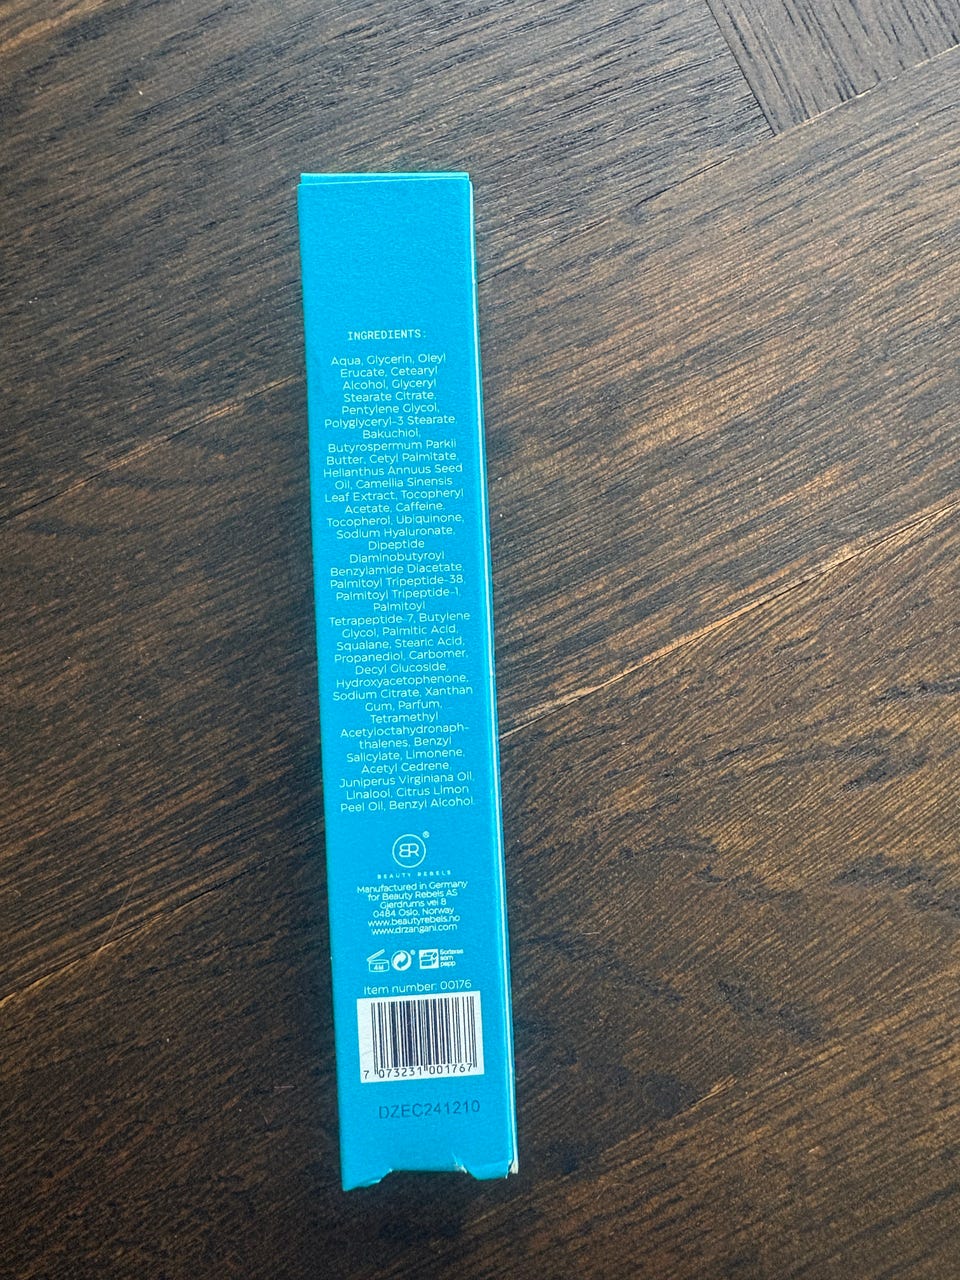 INGREDIENTS:
Aqua, Glycerin, Oleyl
Erucate, Cetearyl
Alcohol, Glyceryl
Stearate Citrate,
Pentylene Glycol,
Polyglyceryl-3 Stearate,
Bakuchiol,
Butyrospermum Parkii
Butter, Cetyl Palmitate,
Helianthus Annuus Seed
Oil, Camellia Sinensis
Leaf Extract, Tocopheryl
Acetate, Caffeine,
Tocopherol, Ubiquinone,
Sodium Hyaluronate,
Dipeptide
Diaminobutyroyl
Benzylamide Diacetate,
Palmitoyl Tripeptide-38,
Palmitoyl Tripeptide-1,
Palmitoyl
Tetrapeptide-7, Butylene
Glycol, Palmitic Acid,
Squalane, Stearic Acid,
Propanediol, Carbomer,
Decyl Glucoside,
Hydroxyacetophenone,
Sodium Citrate, Xanthan
Gum, Parfum,
Tetramethyl
Acetyloctahydronaph-
thalenes, Benzyl
Salicylate, Limonene,
Acetyl Cedrene,
Juniperus Virginiana Oil,
Linalool, Citrus Limon
Peel Oil, Benzyl Alcohol.
BR®
BEAUTY REBELS
Manufactured in Germany
for Beauty Rebels AS
Gjerdrums vei 8
0484 Oslo, Norway
www.beautyrebels.no
www.drzangani.com
4M
Sorteres
som
papp
Item number: 00176
7 073231 001767
DZEC241210